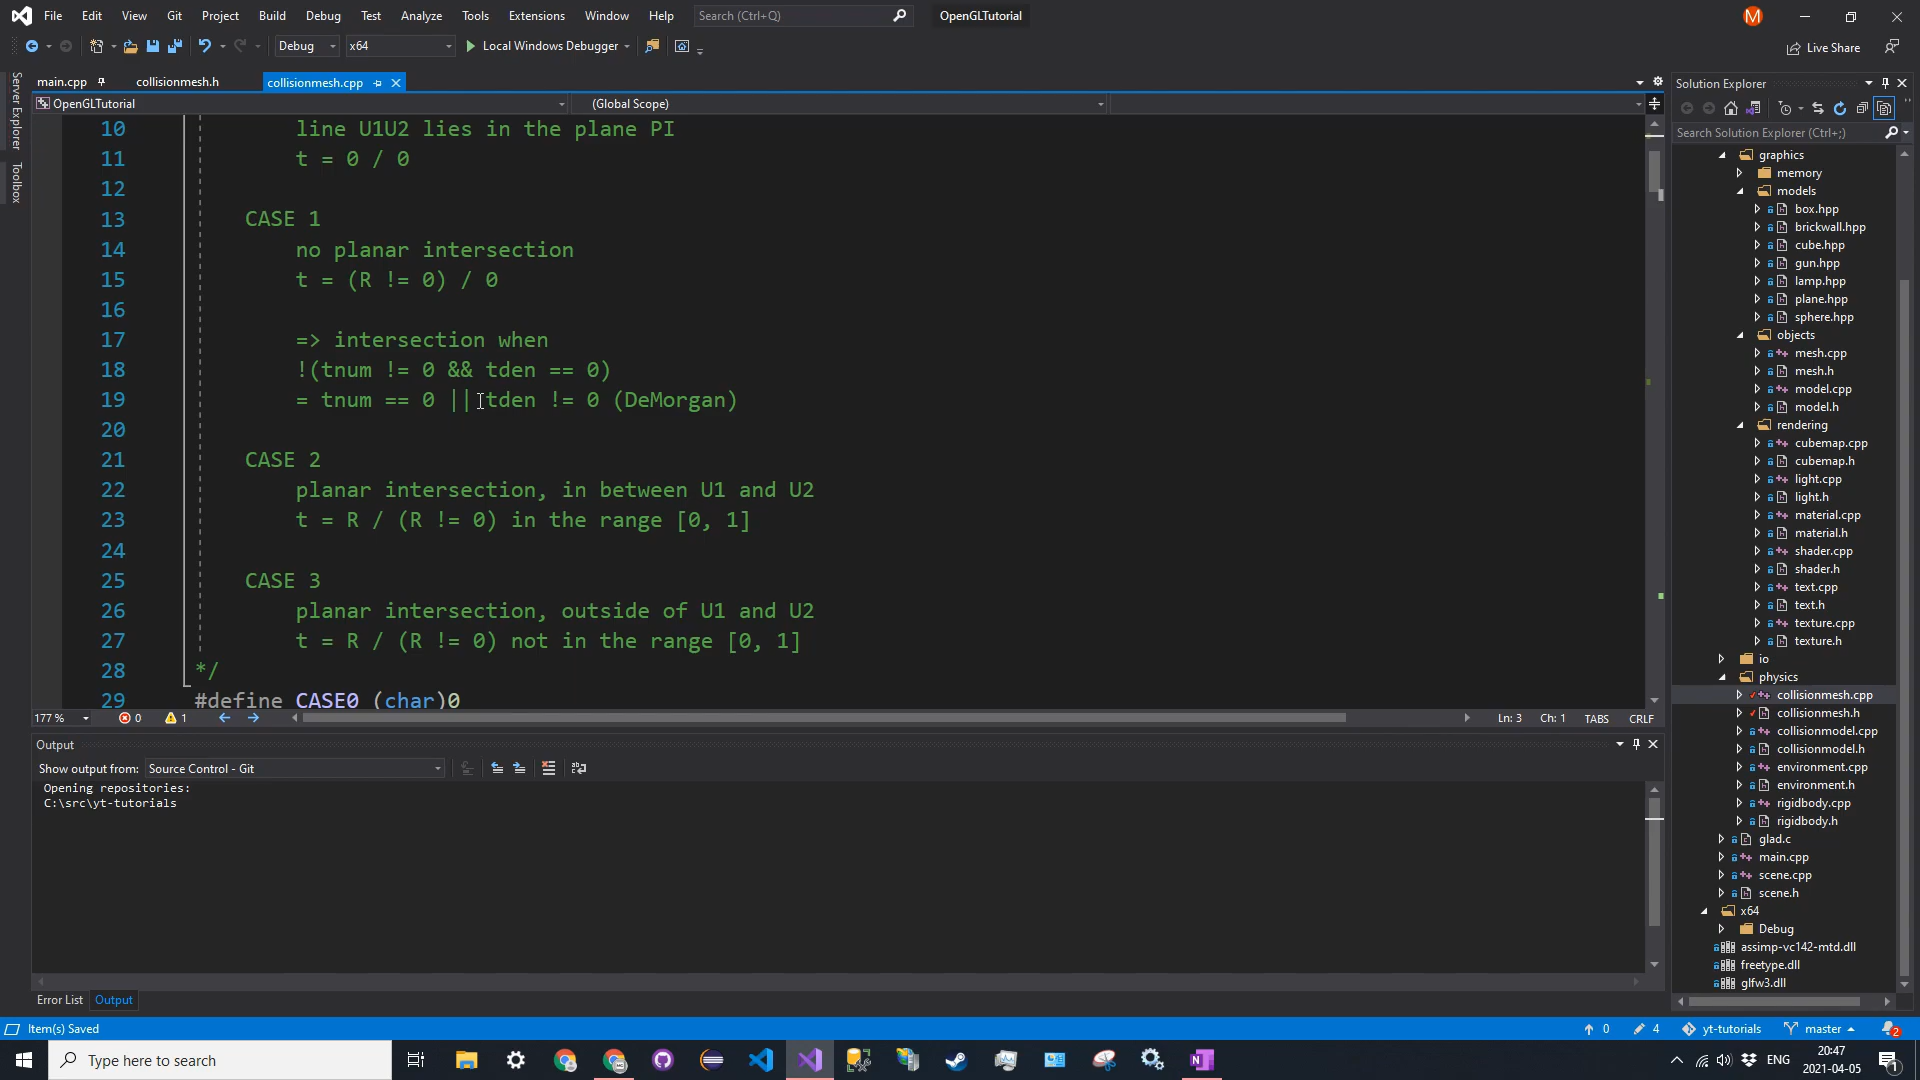 File Edit View Git Project Build Debug Test Analyze Tools Extensions Window Help Search (Ctrl+Q) OpenGLTutorial M
Debug x64 Local Windows Debugger Live Share
main.cpp collisionmesh.h collisionmesh.cpp
OpenGLTutorial (Global Scope)
Server Explorer
Toolbox
10 line U1U2 lies in the plane PI
11 t = 0 / 0
12
13 CASE 1
14 no planar intersection
15 t = (R != 0) / 0
16
17 => intersection when
18 !(tnum != 0 && tden == 0)
19 = tnum == 0 || tden != 0 (DeMorgan)
20
21 CASE 2
22 planar intersection, in between U1 and U2
23 t = R / (R != 0) in the range [0, 1]
24
25 CASE 3
26 planar intersection, outside of U1 and U2
27 t = R / (R != 0) not in the range [0, 1]
28 */
29 #define CASE0 (char)0
177 % 0 1 Ln: 3 Ch: 1 TABS CRLF
Output
Show output from: Source Control - Git
Opening repositories:
C:\src\yt-tutorials
Error List Output
Solution Explorer
Search Solution Explorer (Ctrl+;)
graphics
memory
models
box.hpp
brickwall.hpp
cube.hpp
gun.hpp
lamp.hpp
plane.hpp
sphere.hpp
objects
mesh.cpp
mesh.h
model.cpp
model.h
rendering
cubemap.cpp
cubemap.h
light.cpp
light.h
material.cpp
material.h
shader.cpp
shader.h
text.cpp
text.h
texture.cpp
texture.h
io
physics
collisionmesh.cpp
collisionmesh.h
collisionmodel.cpp
collisionmodel.h
environment.cpp
environment.h
rigidbody.cpp
rigidbody.h
glad.c
main.cpp
scene.cpp
scene.h
x64
Debug
assimp-vc142-mtd.dll
freetype.dll
glfw3.dll
Item(s) Saved 0 4 yt-tutorials master 2
Type here to search ENG 20:47
2021-04-05 1